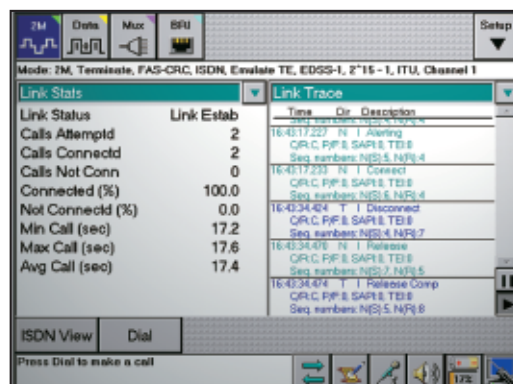 2M Data Mux BFU Setup
Mode: 2M, Terminate, FAS-CRC, ISDN, Emulate TE, EDSS-1, 2^15 - 1, ITU, Channel 1
Link Stats
Link Status Link Estab
Calls Attemptd 2
Calls Connectd 2
Calls Not Conn 0
Connected (%) 100.0
Not Connectd (%) 0.0
Min Call (sec) 17.2
Max Call (sec) 17.6
Avg Call (sec) 17.4
Link Trace
Time Dir Description
Seq. numbers: N(S):4, N(R):4
16:43:17.227 N I Alerting
C/R:C, P/F:0, SAPI:0, TEI:0
Seq. numbers: N(S):5, N(R):4
16:43:17.233 N I Connect
C/R:C, P/F:0, SAPI:0, TEI:0
Seq. numbers: N(S):6, N(R):4
16:43:34.424 T I Disconnect
C/R:C, P/F:0, SAPI:0, TEI:0
Seq. numbers: N(S):4, N(R):7
16:43:34.470 N I Release
C/R:C, P/F:0, SAPI:0, TEI:0
Seq. numbers: N(S):7, N(R):5
16:43:34.474 T I Release Comp
C/R:C, P/F:0, SAPI:0, TEI:0
Seq. numbers: N(S):5, N(R):8
ISDN View Dial
Press Dial to make a call